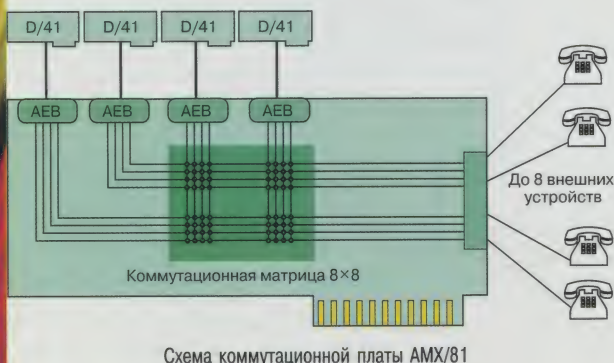 D/41 D/41 D/41 D/41
AEB AEB AEB AEB
До 8 внешних
устройств
Коммутационная матрица 8×8
Схема коммутационной платы AMX/81